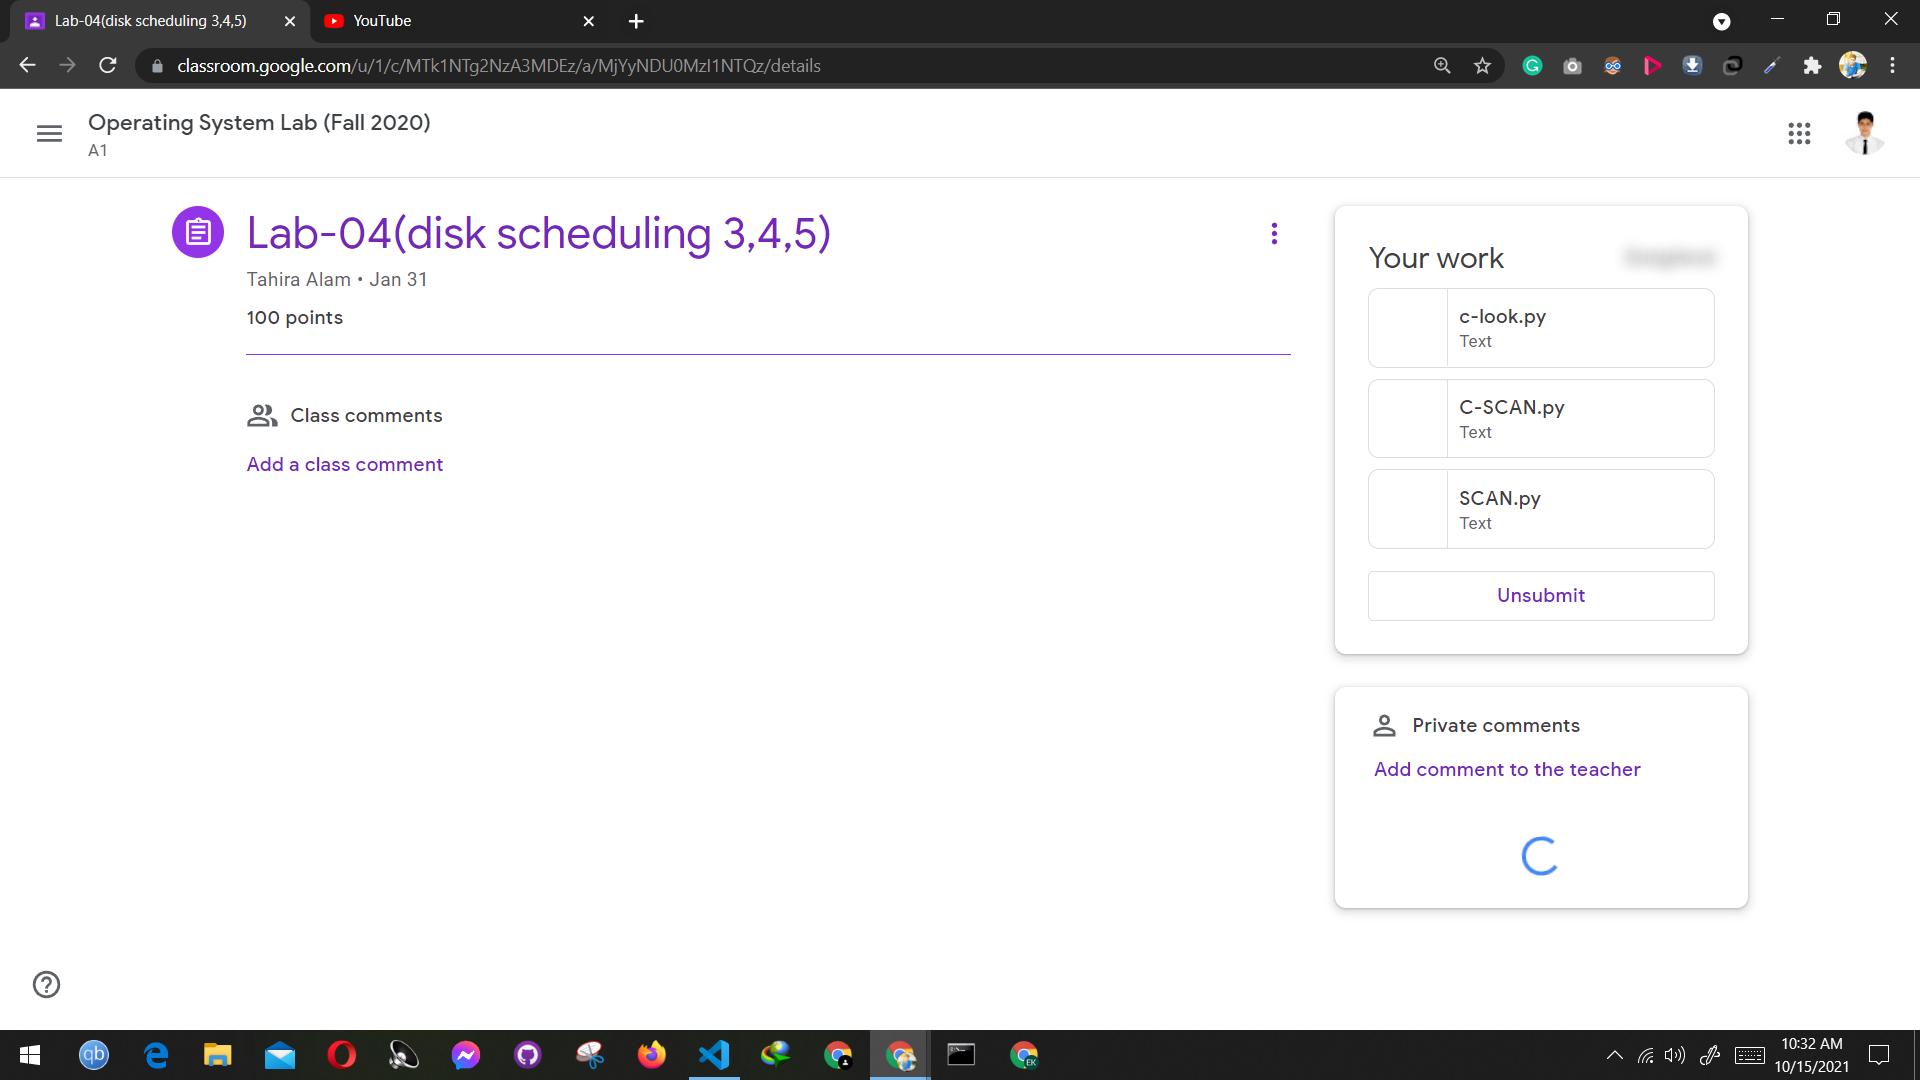 Lab-04(disk scheduling 3,4,5)
YouTube
classroom.google.com/u/1/c/MTk1NTg2NzA3MDEz/a/MjYyNDU0MzI1NTQz/details
Operating System Lab (Fall 2020)
A1
Lab-04(disk scheduling 3,4,5)
Tahira Alam • Jan 31
100 points
Class comments
Add a class comment
Your work
c-look.py
Text
C-SCAN.py
Text
SCAN.py
Text
Unsubmit
Private comments
Add comment to the teacher
qb
EK
10:32 AM
10/15/2021